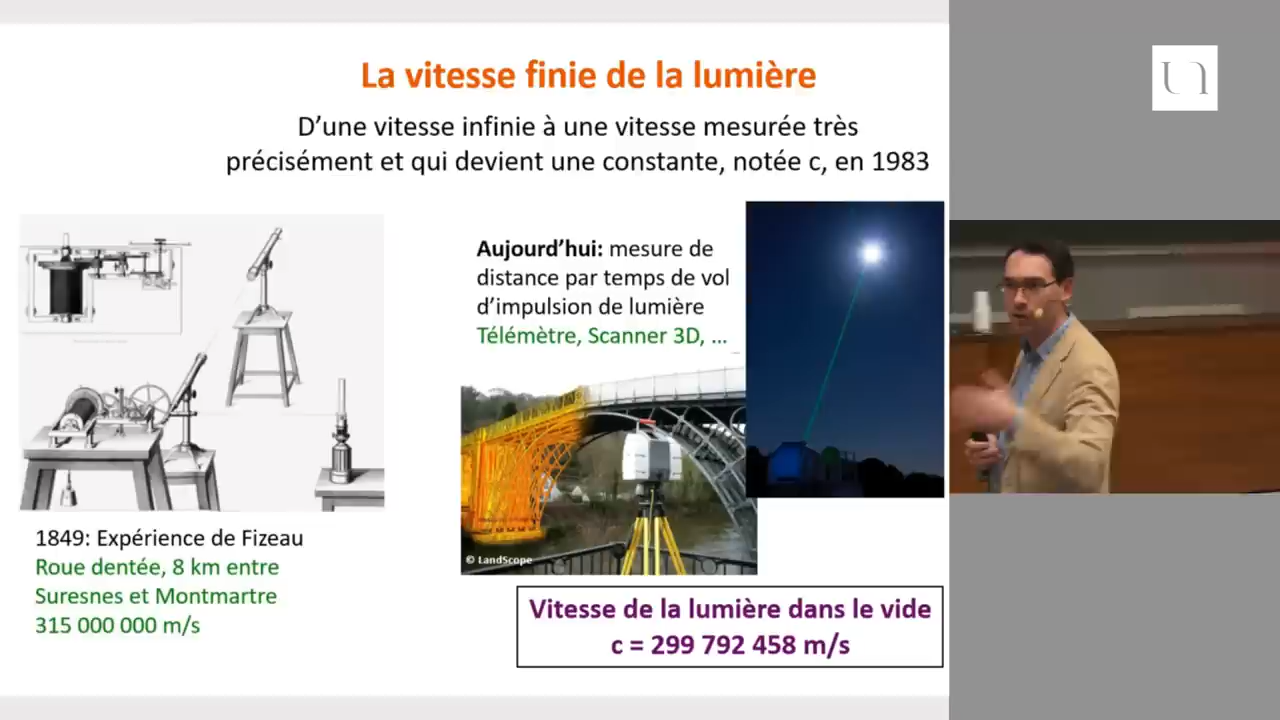 La vitesse finie de la lumière
D’une vitesse infinie à une vitesse mesurée très
précisément et qui devient une constante, notée c, en 1983
Aujourd’hui: mesure de
distance par temps de vol
d’impulsion de lumière
Télémètre, Scanner 3D, ...
© LandScope
1849: Expérience de Fizeau
Roue dentée, 8 km entre
Suresnes et Montmartre
315 000 000 m/s
Vitesse de la lumière dans le vide
c = 299 792 458 m/s